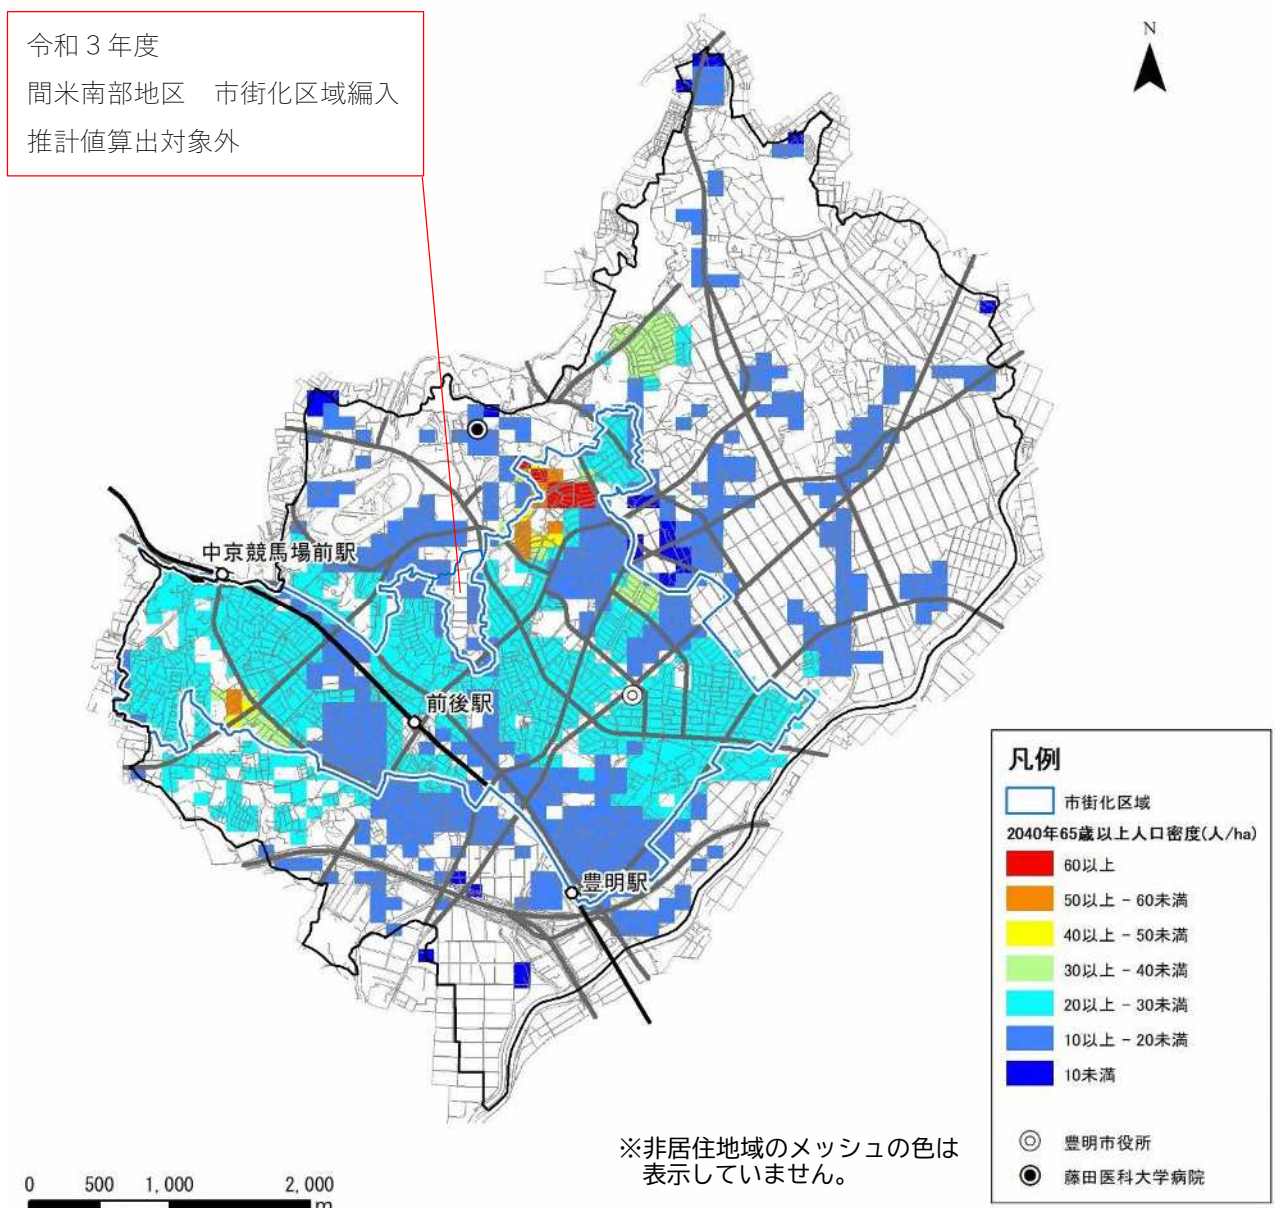 令和３年度
間米南部地区　市街化区域編入
推計値算出対象外
N
中京競馬場前駅
前後駅
豊明駅
凡例
市街化区域
2040年65歳以上人口密度(人/ha)
60以上
50以上 - 60未満
40以上 - 50未満
30以上 - 40未満
20以上 - 30未満
10以上 - 20未満
10未満
豊明市役所
藤田医科大学病院
※非居住地域のメッシュの色は
表示していません。
0 500 1,000 2,000
m